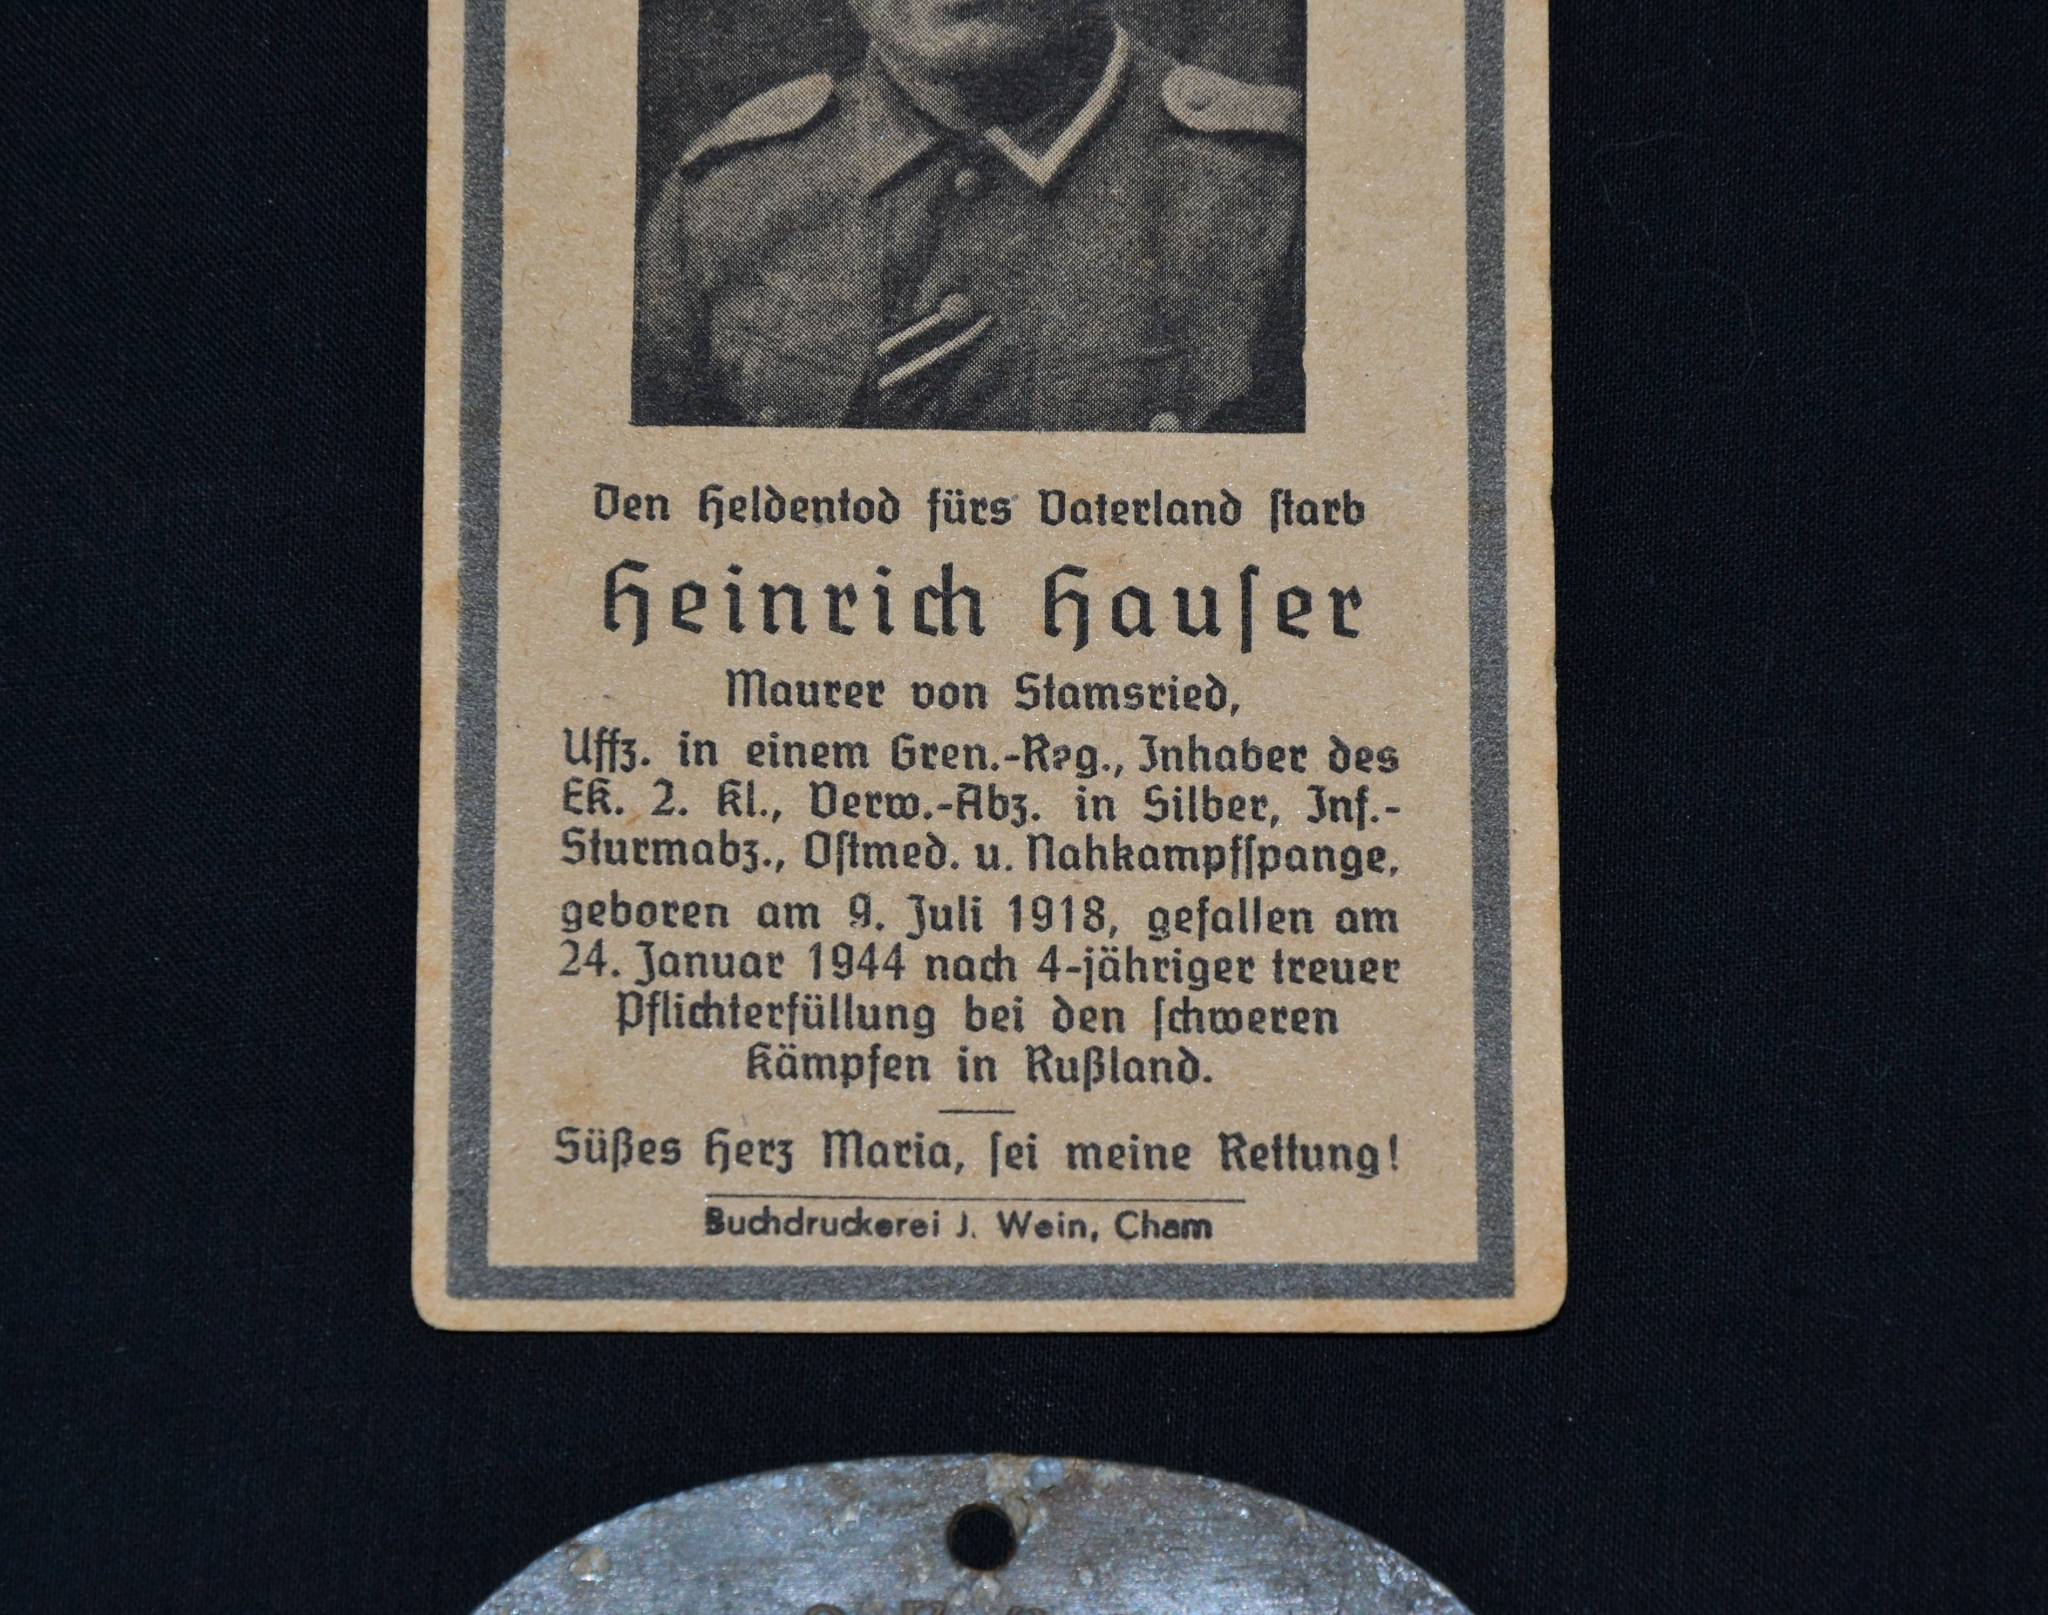 Den Heldentod fürs Vaterland ſtarb
Heinrich Hauſer
Maurer von Stamsried,
Uffz. in einem Gren.-Reg., Inhaber des
EK. 2. Kl., Verw.-Abz. in Silber, Inf.-
Sturmabz., Oſtmed. u. Nahkampfſpange,
geboren am 9. Juli 1918, gefallen am
24. Januar 1944 nach 4-jähriger treuer
Pflichterfüllung bei den ſchweren
Kämpfen in Rußland.
Süßes Herz Maria, ſei meine Rettung!
Buchdruckerei J. Wein, Cham